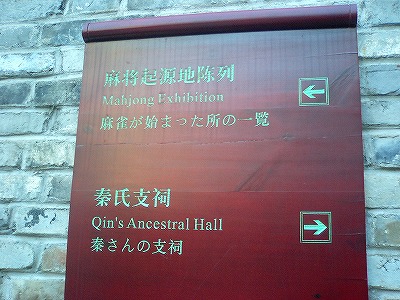 麻将起源地陈列
Mahjong Exhibition
麻雀が始まった所の一覧
秦氏支祠
Qin's Ancestral Hall
秦さんの支祠